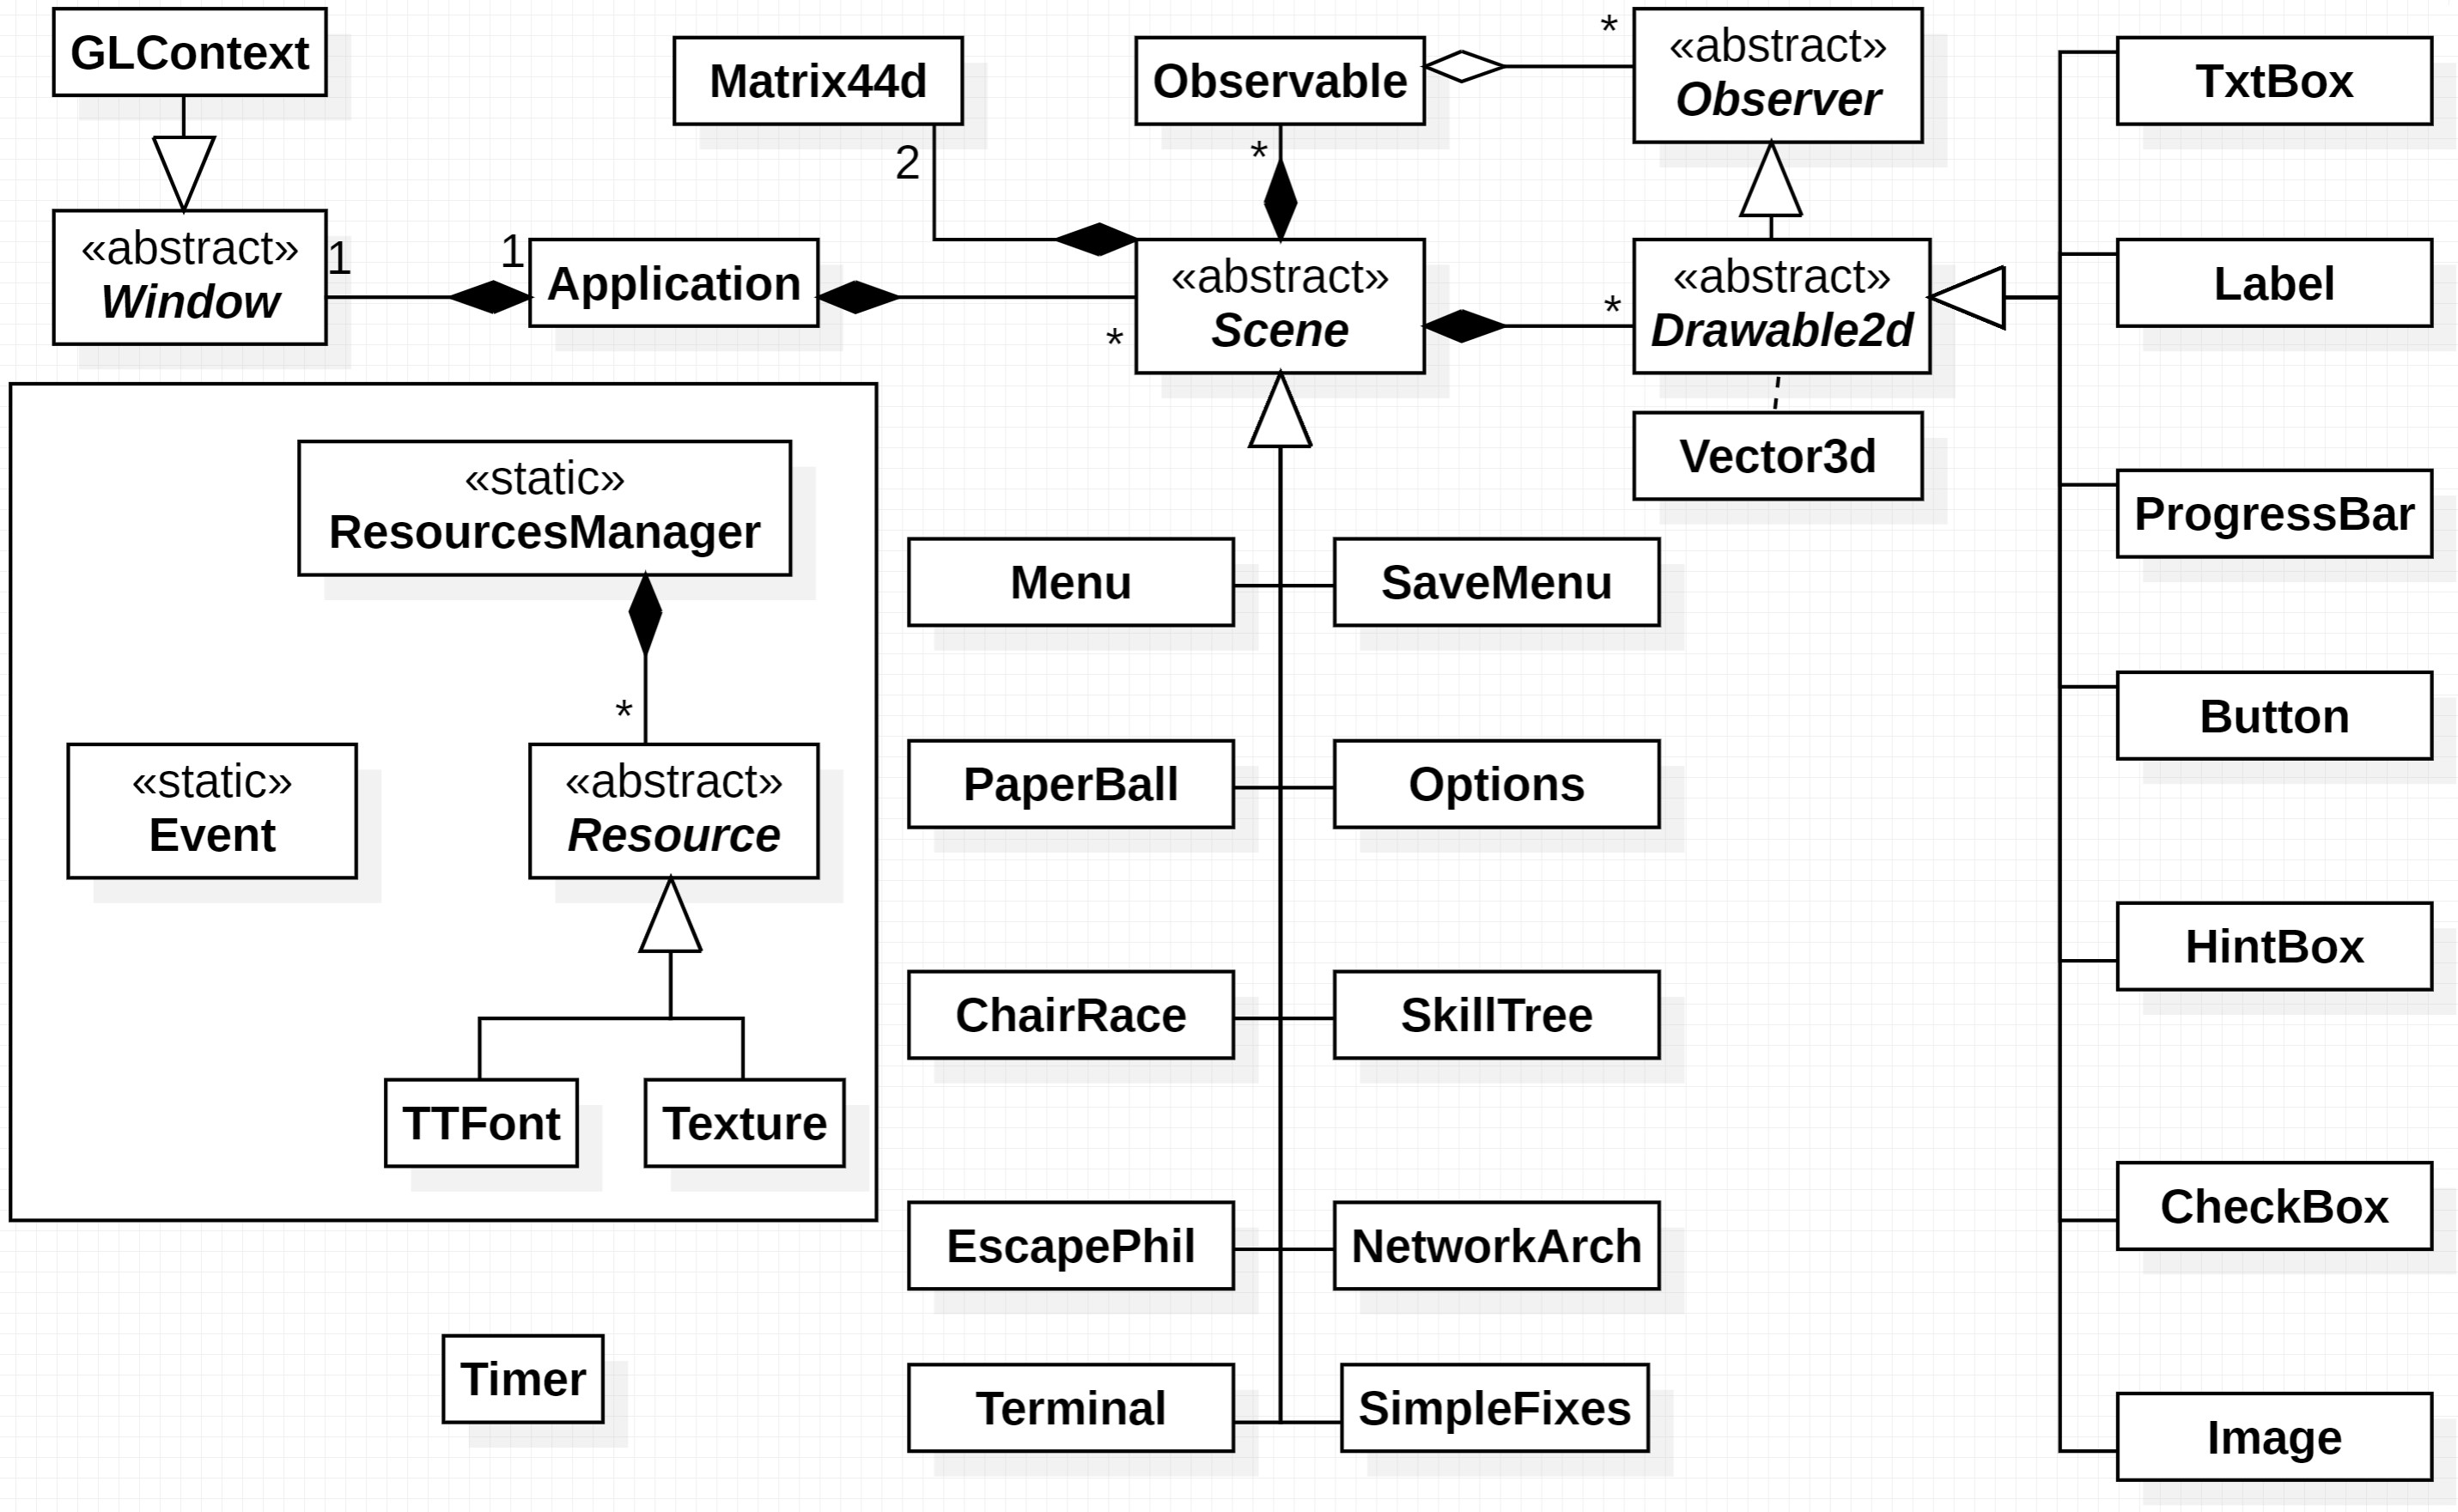 GLContext
Matrix44d
Observable
*
«abstract»
Observer
TxtBox
2
*
«abstract»
Window
1
1
Application
*
«abstract»
Scene
*
«abstract»
Drawable2d
Label
Vector3d
«static»
ResourcesManager
*
«static»
Event
«abstract»
Resource
TTFont
Texture
Timer
Menu
SaveMenu
PaperBall
Options
ChairRace
SkillTree
EscapePhil
NetworkArch
Terminal
SimpleFixes
ProgressBar
Button
HintBox
CheckBox
Image